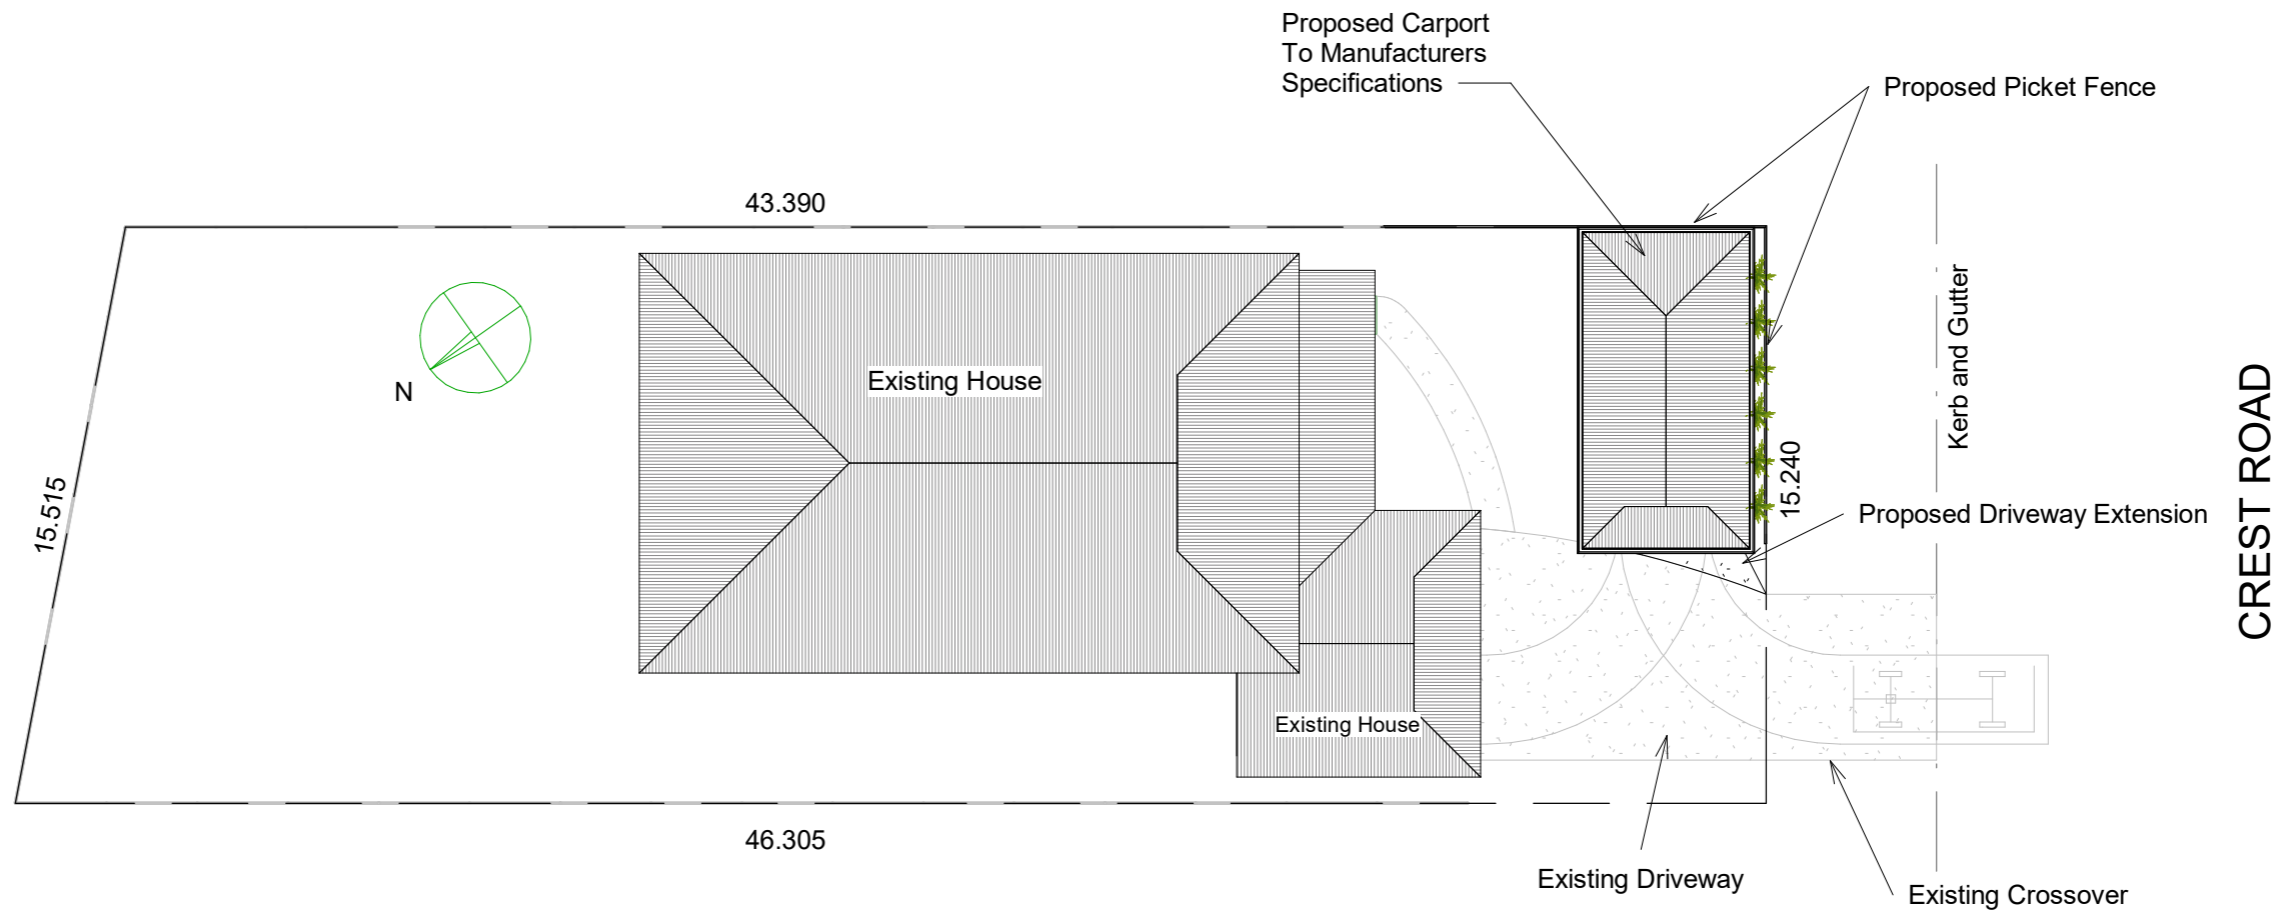 Proposed Carport
To Manufacturers
Specifications
Proposed Picket Fence
43.390
Kerb and Gutter
CREST ROAD
N
Existing House
15.240
15.515
Proposed Driveway Extension
Existing House
46.305
Existing Driveway
Existing Crossover